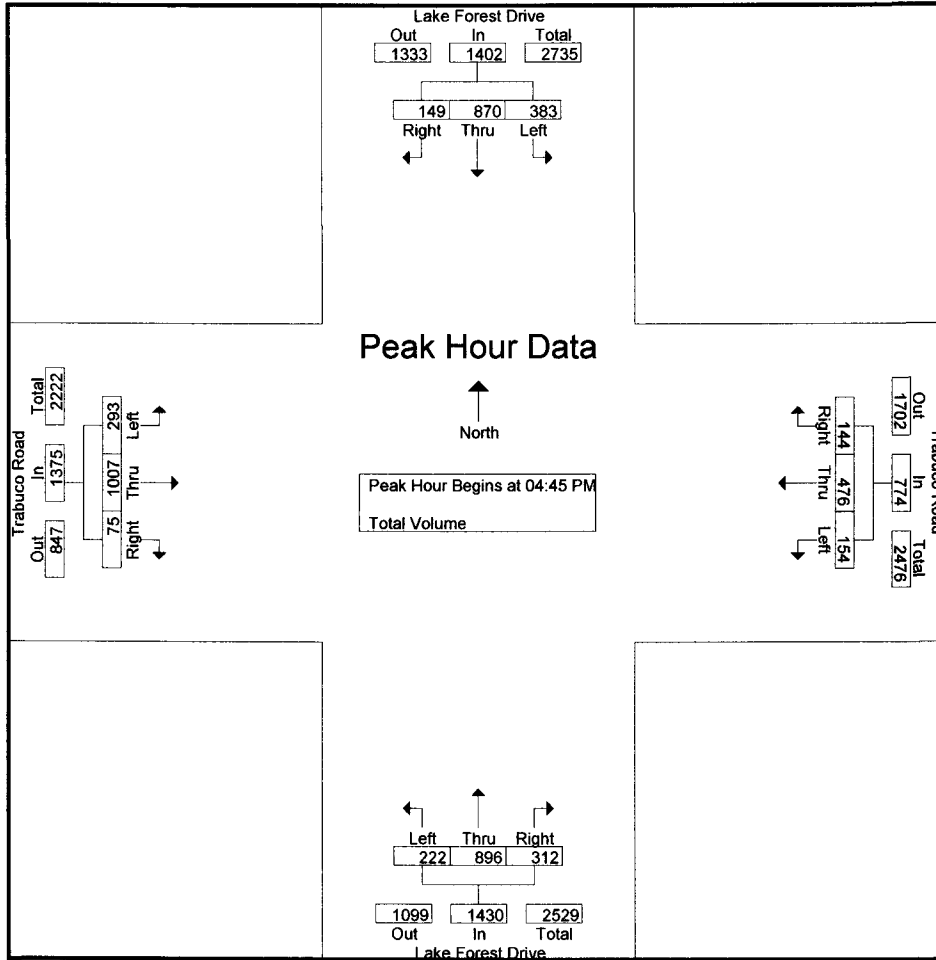 Lake Forest Drive
Out In Total
1333 1402 2735
149 870 383
Right Thru Left
Peak Hour Data
North
Peak Hour Begins at 04:45 PM
Total Volume
Trabuco Road
Out In Total
847 1375 2222
Right Thru Left
75 1007 293
Trabuco Road
Out In Total
1702 774 2476
144 476 154
Right Thru Left
Left Thru Right
222 896 312
1099 1430 2529
Out In Total
Lake Forest Drive